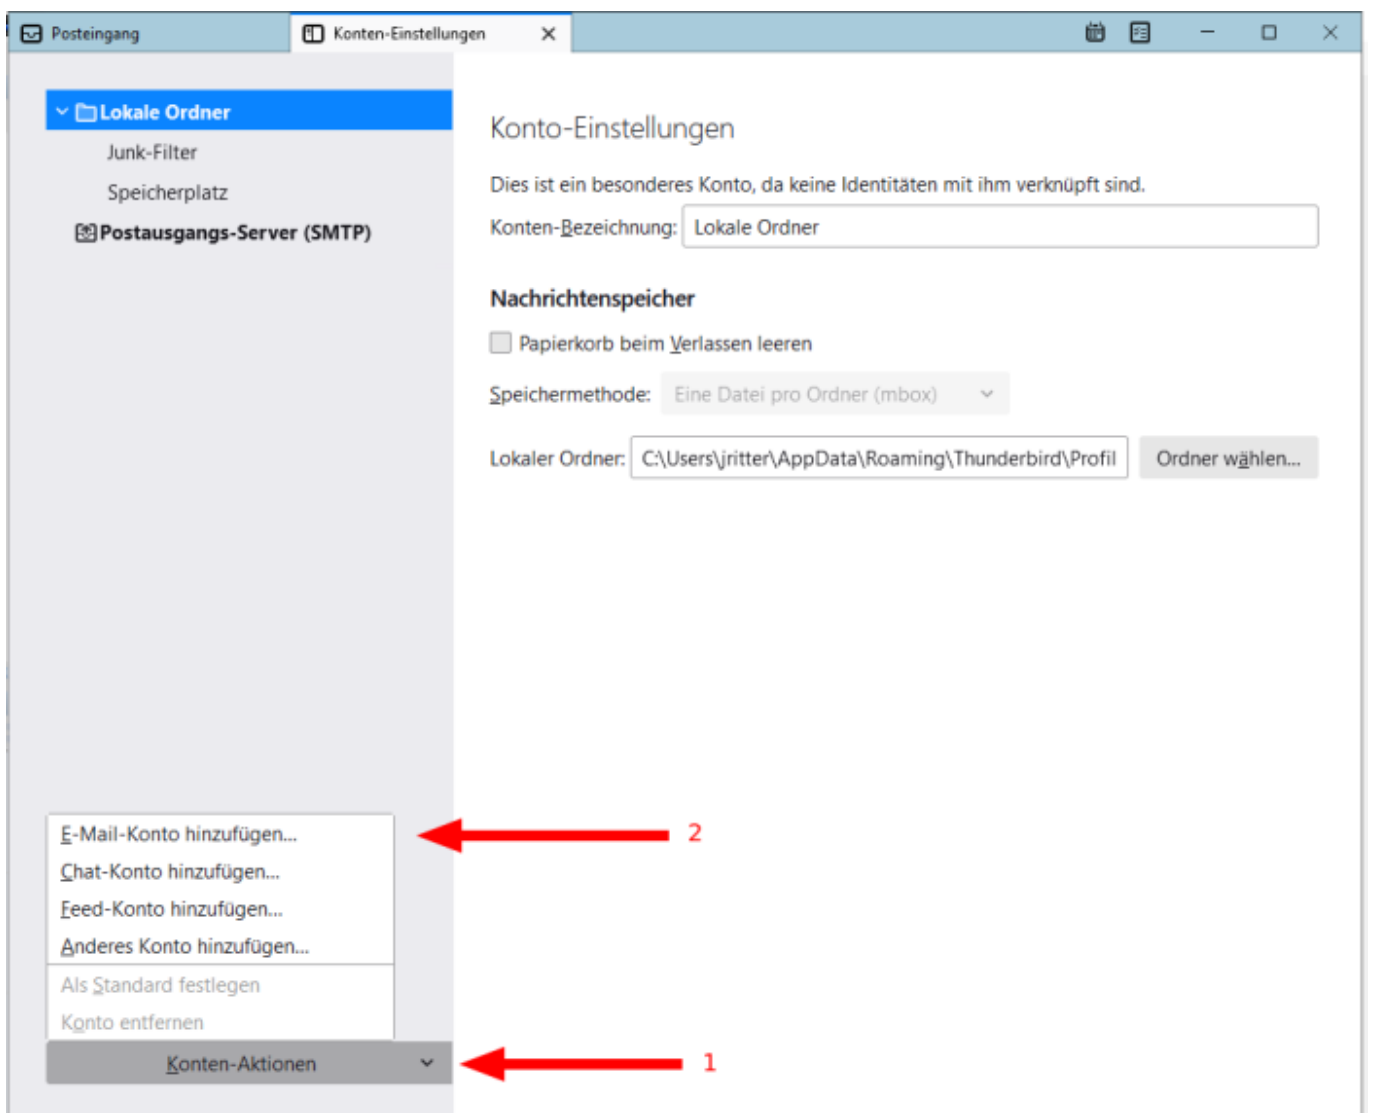 Posteingang
Konten-Einstellungen
Lokale Ordner
Junk-Filter
Speicherplatz
Postausgangs-Server (SMTP)
Konto-Einstellungen
Dies ist ein besonderes Konto, da keine Identitäten mit ihm verknüpft sind.
Konten-Bezeichnung: Lokale Ordner
Nachrichtenspeicher
Papierkorb beim Verlassen leeren
Speichermethode: Eine Datei pro Ordner (mbox)
Lokaler Ordner: C:\Users\jritter\AppData\Roaming\Thunderbird\Profil Ordner wählen...
E-Mail-Konto hinzufügen... 2
Chat-Konto hinzufügen...
Feed-Konto hinzufügen...
Anderes Konto hinzufügen...
Als Standard festlegen
Konto entfernen
Konten-Aktionen 1